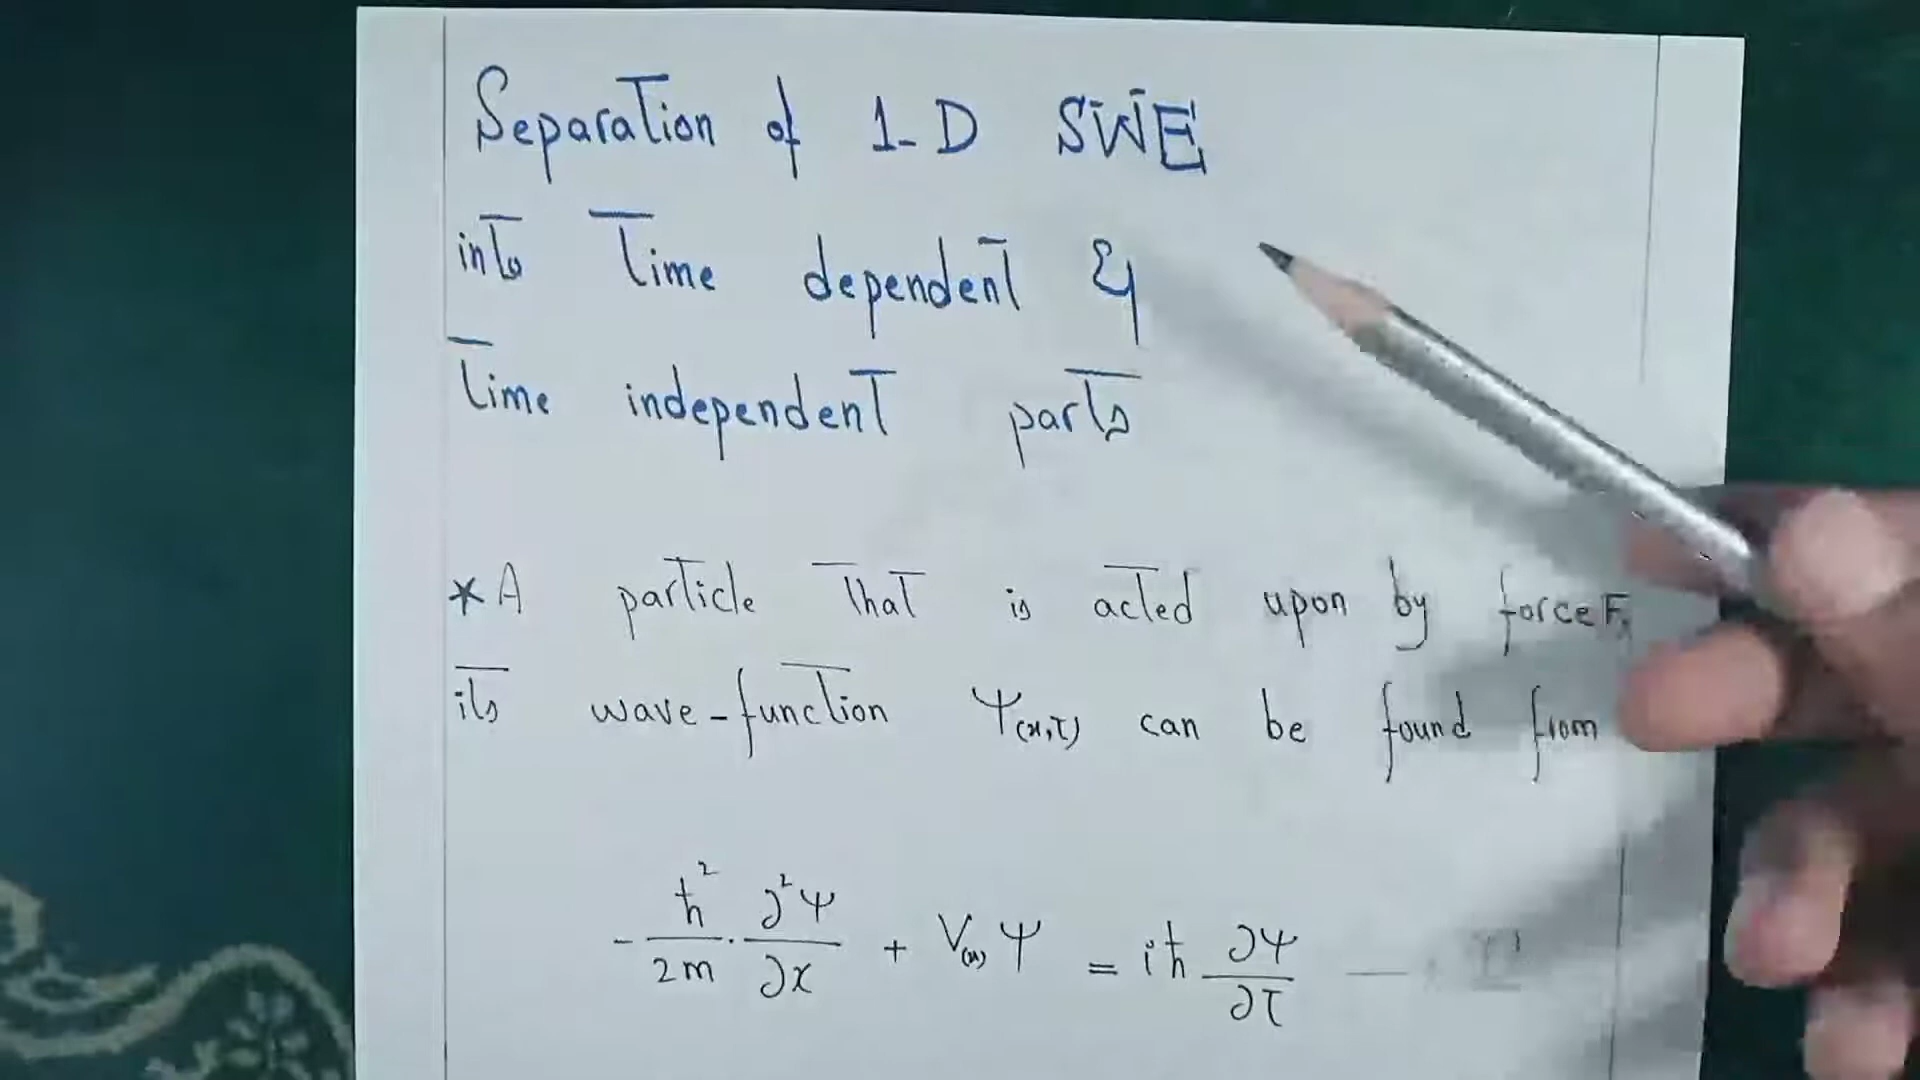 Separation of 1-D SWE
into Time dependent &
Time independent parts
* A particle that is acted upon by force F,
its wave-function Ψ(x,t) can be found from
- ħ²/2m · ∂²Ψ/∂x + V(x) Ψ = iħ ∂Ψ/∂t